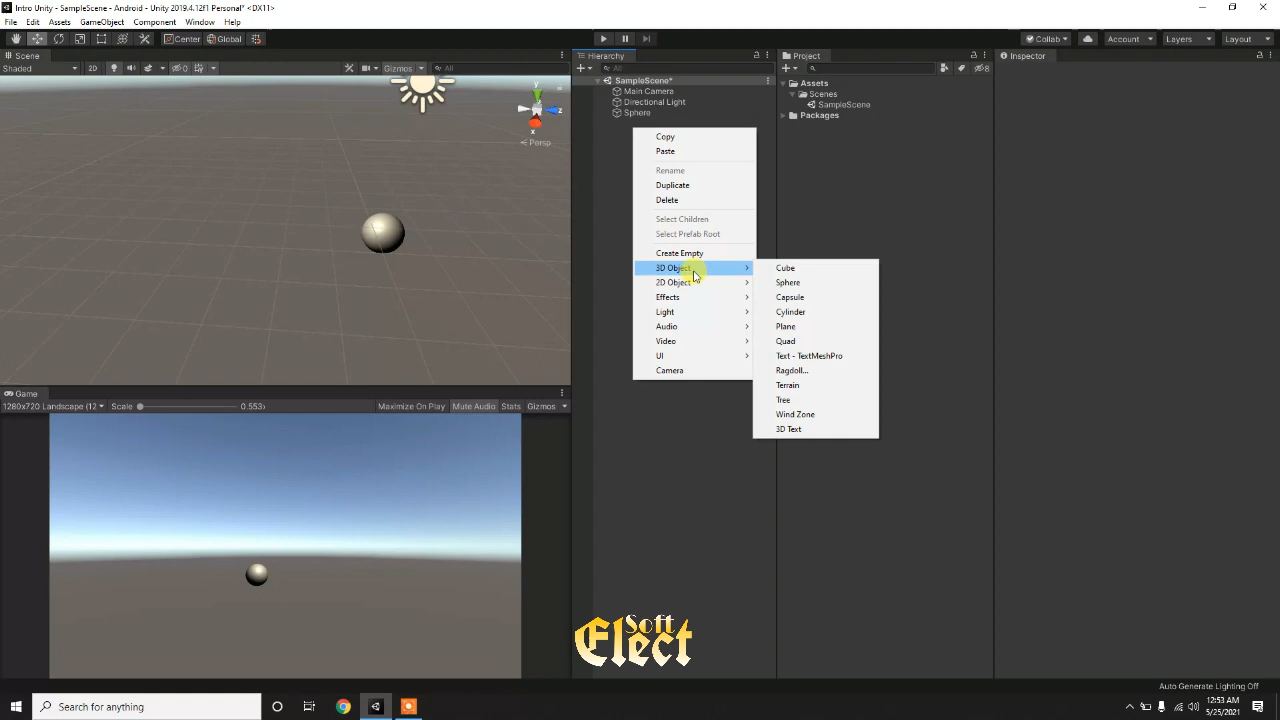 Intro Unity - SampleScene - Android - Unity 2019.4.12f1 Personal* <DX11>
File Edit Assets GameObject Component Window Help
Center Global Collab Account Layers Layout
Scene Hierarchy Project Inspector
Shaded 2D 0 Gizmos All All 8
SampleScene*
Main Camera
Directional Light
Sphere
Assets
Scenes
SampleScene
Packages
y
z
x
Persp
Copy
Paste
Rename
Duplicate
Delete
Select Children
Select Prefab Root
Create Empty
3D Object
2D Object
Effects
Light
Audio
Video
UI
Camera
Cube
Sphere
Capsule
Cylinder
Plane
Quad
Text - TextMeshPro
Ragdoll...
Terrain
Tree
Wind Zone
3D Text
Game
1280x720 Landscape (12 Scale 0.553x Maximize On Play Mute Audio Stats Gizmos
Soft
Elect
Auto Generate Lighting Off
Search for anything
12:53 AM
5/25/2021